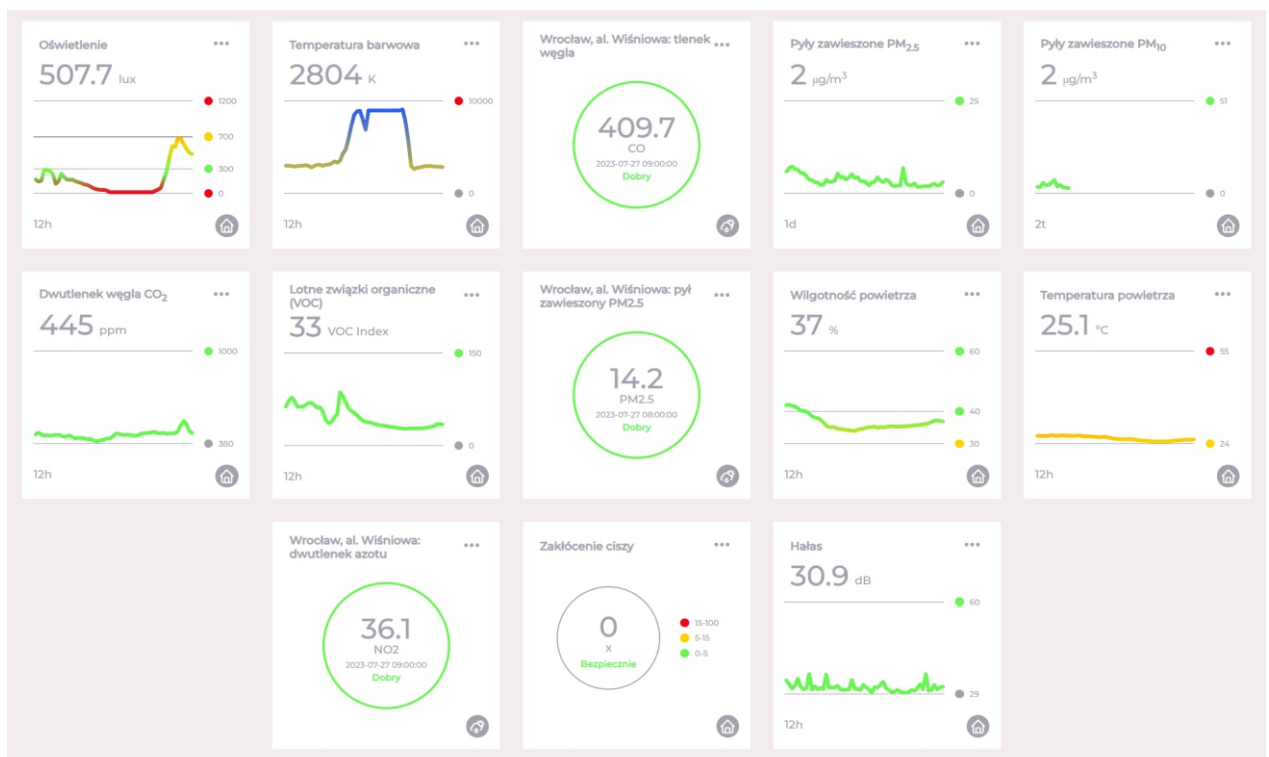 Oświetlenie ...
507.7 lux
1200
700
300
0
12h
Temperatura barwowa ...
2804 K
10000
0
12h
Wrocław, al. Wiśniowa: tlenek ...
węgla
409.7
CO
2023-07-27 09:00:00
Dobry
Pyły zawieszone PM2.5 ...
2 µg/m³
25
0
1d
Pyły zawieszone PM10 ...
2 µg/m³
51
0
2t
Dwutlenek węgla CO2 ...
445 ppm
1000
380
12h
Lotne związki organiczne ...
(VOC)
33 VOC Index
150
0
12h
Wrocław, al. Wiśniowa: pył ...
zawieszony PM2.5
14.2
PM2.5
2023-07-27 08:00:00
Dobry
Wilgotność powietrza ...
37 %
60
40
30
12h
Temperatura powietrza ...
25.1 °C
55
24
12h
Wrocław, al. Wiśniowa: ...
dwutlenek azotu
36.1
NO2
2023-07-27 09:00:00
Dobry
Zakłócenie ciszy ...
0
x
Bezpiecznie
15-100
5-15
0-5
Hałas ...
30.9 dB
60
29
12h